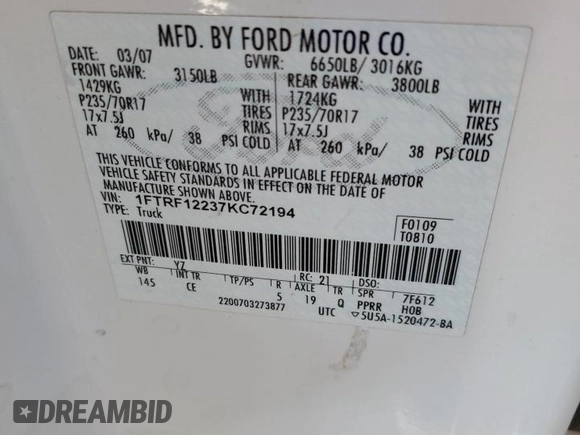 MFD. BY FORD MOTOR CO.
DATE: 03/07 GVWR: 6650LB/ 3016KG
FRONT GAWR: 3150LB REAR GAWR: 3800LB
1429KG WITH 1724KG WITH
P235/70R17 TIRES P235/70R17 TIRES
17x7.5J RIMS 17x7.5J RIMS
AT 260 kPa/ 38 PSI COLD AT 260 kPa/ 38 PSI COLD
THIS VEHICLE CONFORMS TO ALL APPLICABLE FEDERAL MOTOR
VEHICLE SAFETY STANDARDS IN EFFECT ON THE DATE OF
MANUFACTURE SHOWN ABOVE.
VIN: 1FTRF12237KC72194 F0109
TYPE: Truck T0810
EXT PNT: YZ RC: 21 DSO:
WB INT TR TP/PS R AXLE TR SPR 7F612
145 CE 5 19 Q PPRR H0B
2200703273877 UTC ▽5U5A-1520472-BA
Ford
DREAMBID